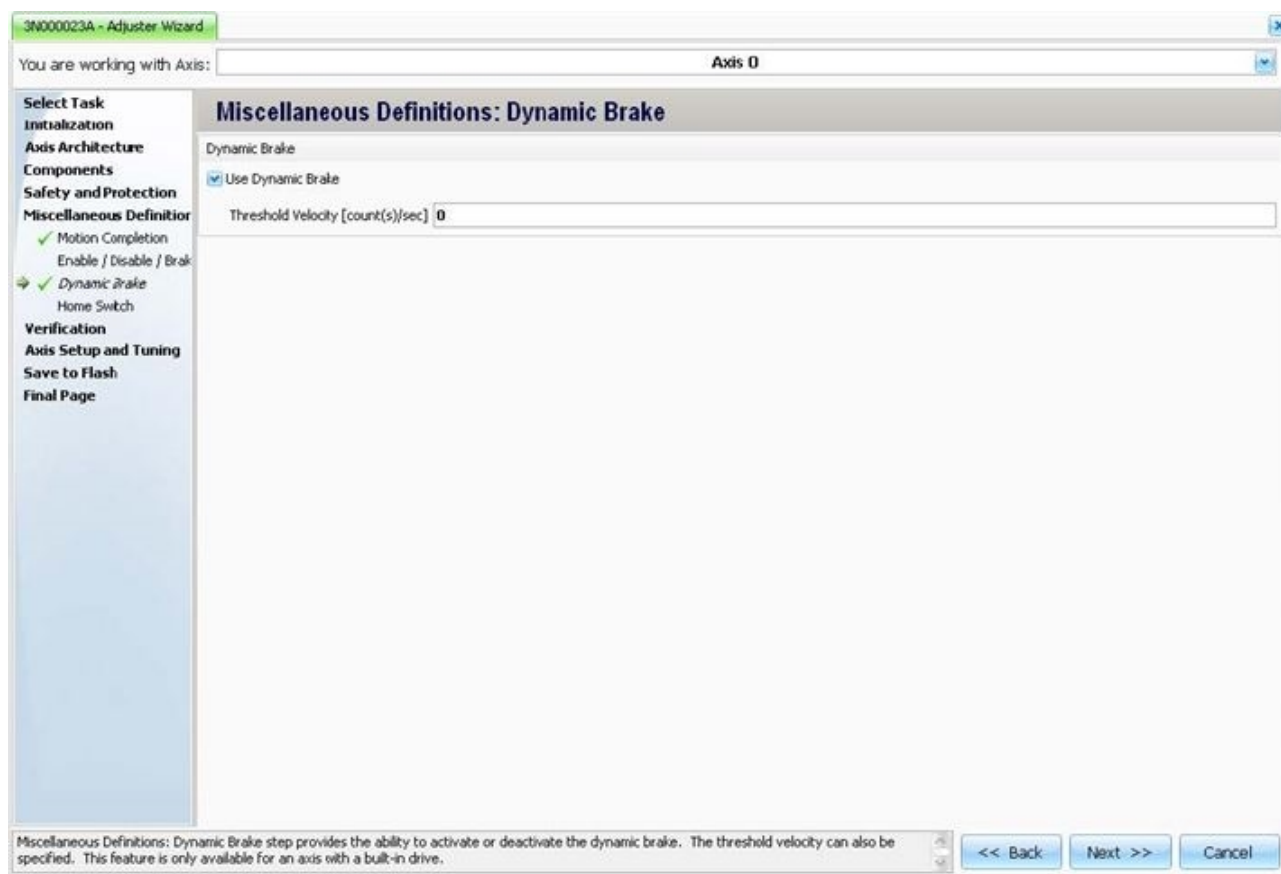 3N000023A - Adjuster Wizard
You are working with Axis:
Axis 0
Select Task
Initialization
Axis Architecture
Components
Safety and Protection
Miscellaneous Definition
Motion Completion
Enable / Disable / Brak
Dynamic Brake
Home Switch
Verification
Axis Setup and Tuning
Save to Flash
Final Page
Miscellaneous Definitions: Dynamic Brake
Dynamic Brake
Use Dynamic Brake
Threshold Velocity [count(s)/sec] 0
Miscellaneous Definitions: Dynamic Brake step provides the ability to activate or deactivate the dynamic brake. The threshold velocity can also be
specified. This feature is only available for an axis with a built-in drive.
<< Back
Next >>
Cancel